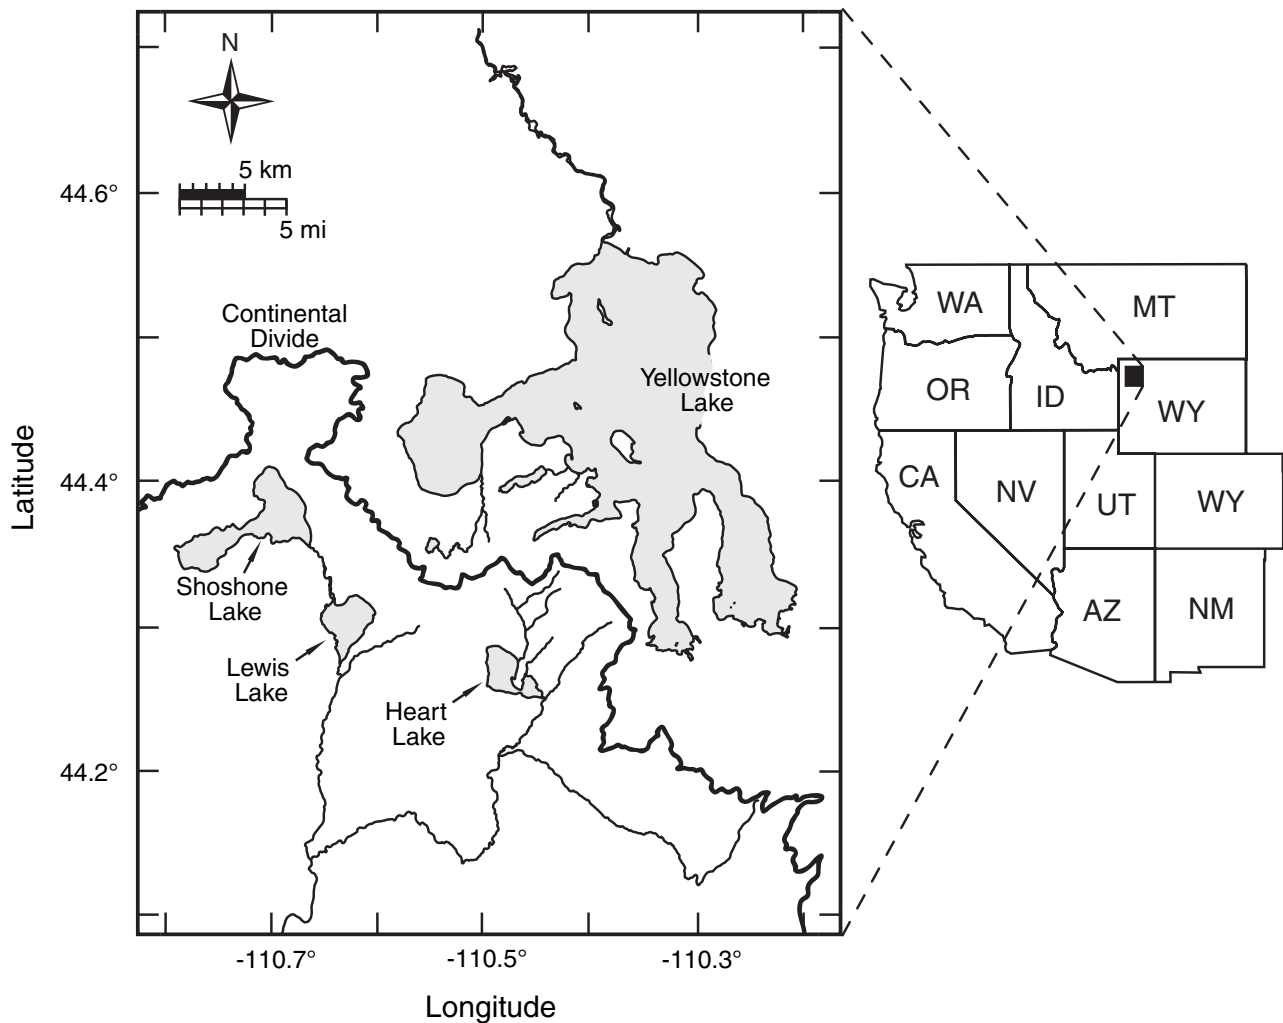 N
5 km
5 mi
44.6°
44.4°
44.2°
Latitude
Continental
Divide
Yellowstone
Lake
Shoshone
Lake
Lewis
Lake
Heart
Lake
-110.7°
-110.5°
-110.3°
Longitude
WA
MT
OR
ID
WY
CA
NV
UT
WY
AZ
NM